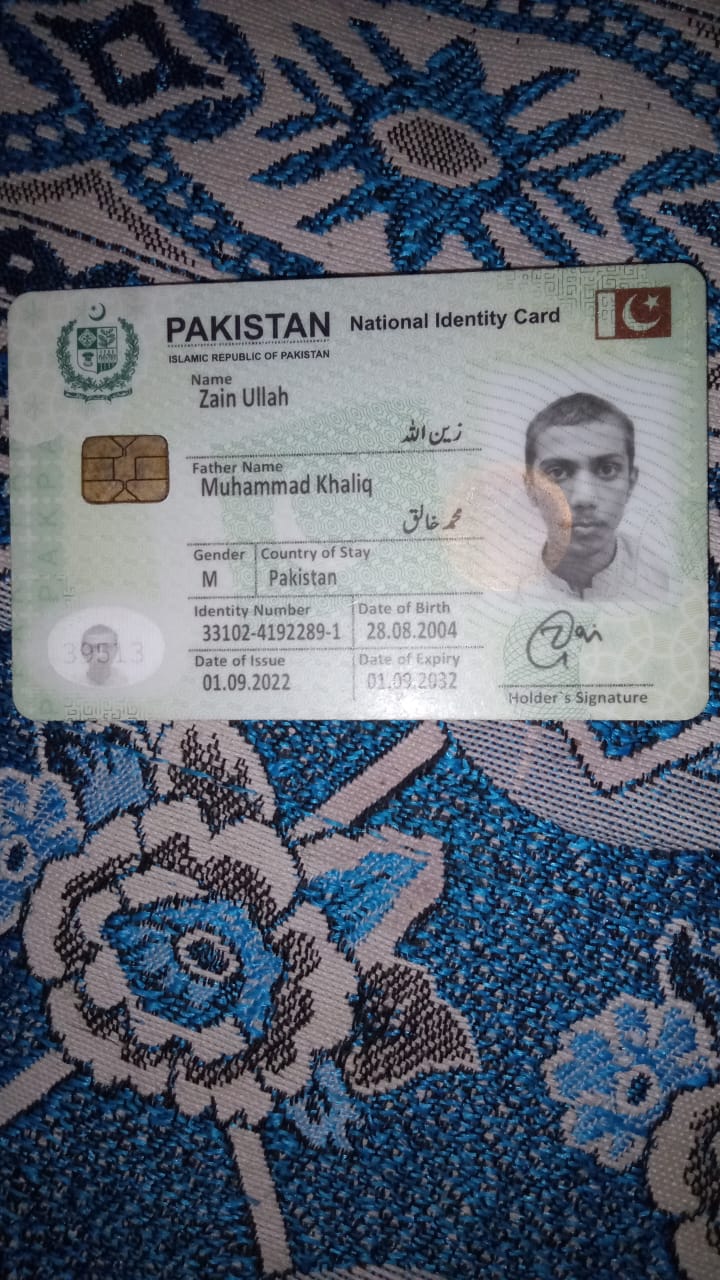 PAKISTAN National Identity Card
ISLAMIC REPUBLIC OF PAKISTAN
Name
Zain Ullah
زین اللہ
Father Name
Muhammad Khaliq
محمد خالق
Gender Country of Stay
M Pakistan
Identity Number Date of Birth
33102-4192289-1 28.08.2004
Date of Issue Date of Expiry
01.09.2022 01.09.2032
39513
Zain
Holder`s Signature